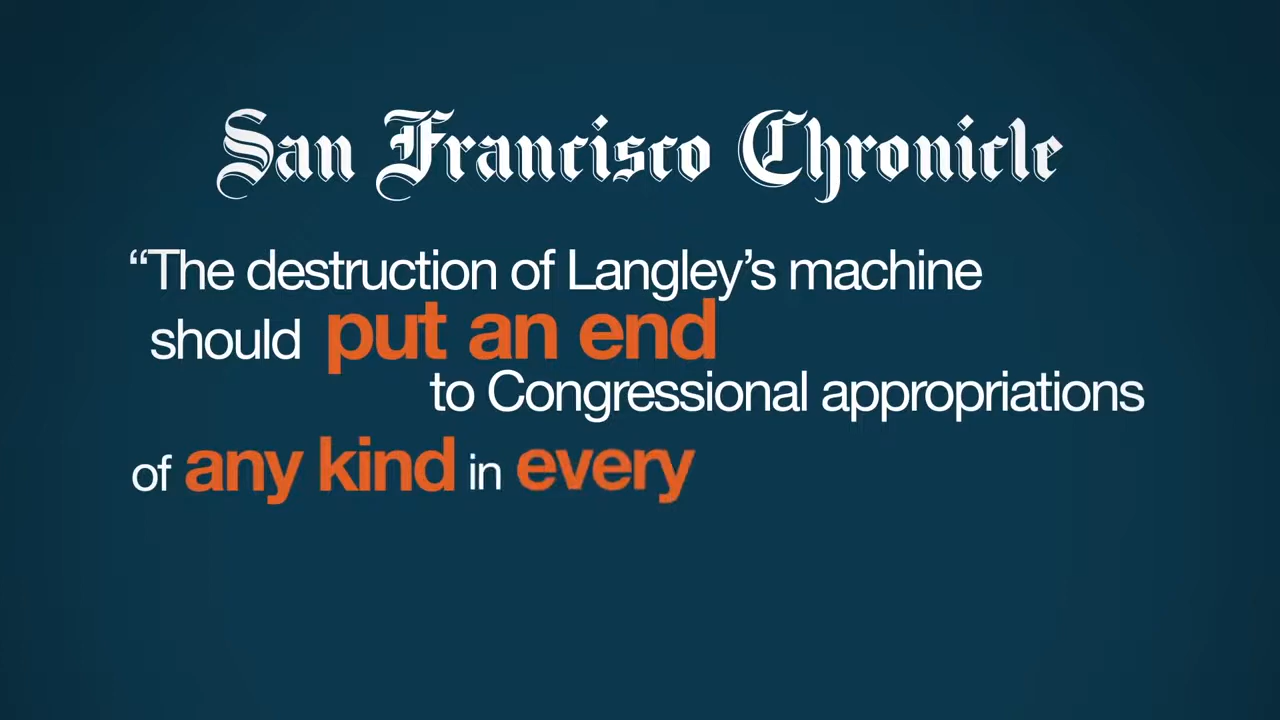 San Francisco Chronicle
“The destruction of Langley’s machine
should put an end
to Congressional appropriations
of any kind in every